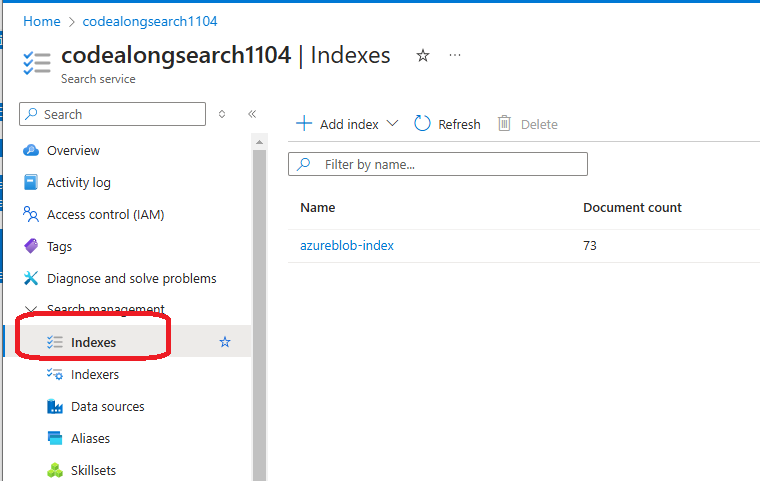 Home > codealongsearch1104
codealongsearch1104 | Indexes
Search service
Search
Overview
Activity log
Access control (IAM)
Tags
Diagnose and solve problems
Search management
Indexes
Indexers
Data sources
Aliases
Skillsets
Add index
Refresh
Delete
Filter by name...
Name Document count
azureblob-index 73